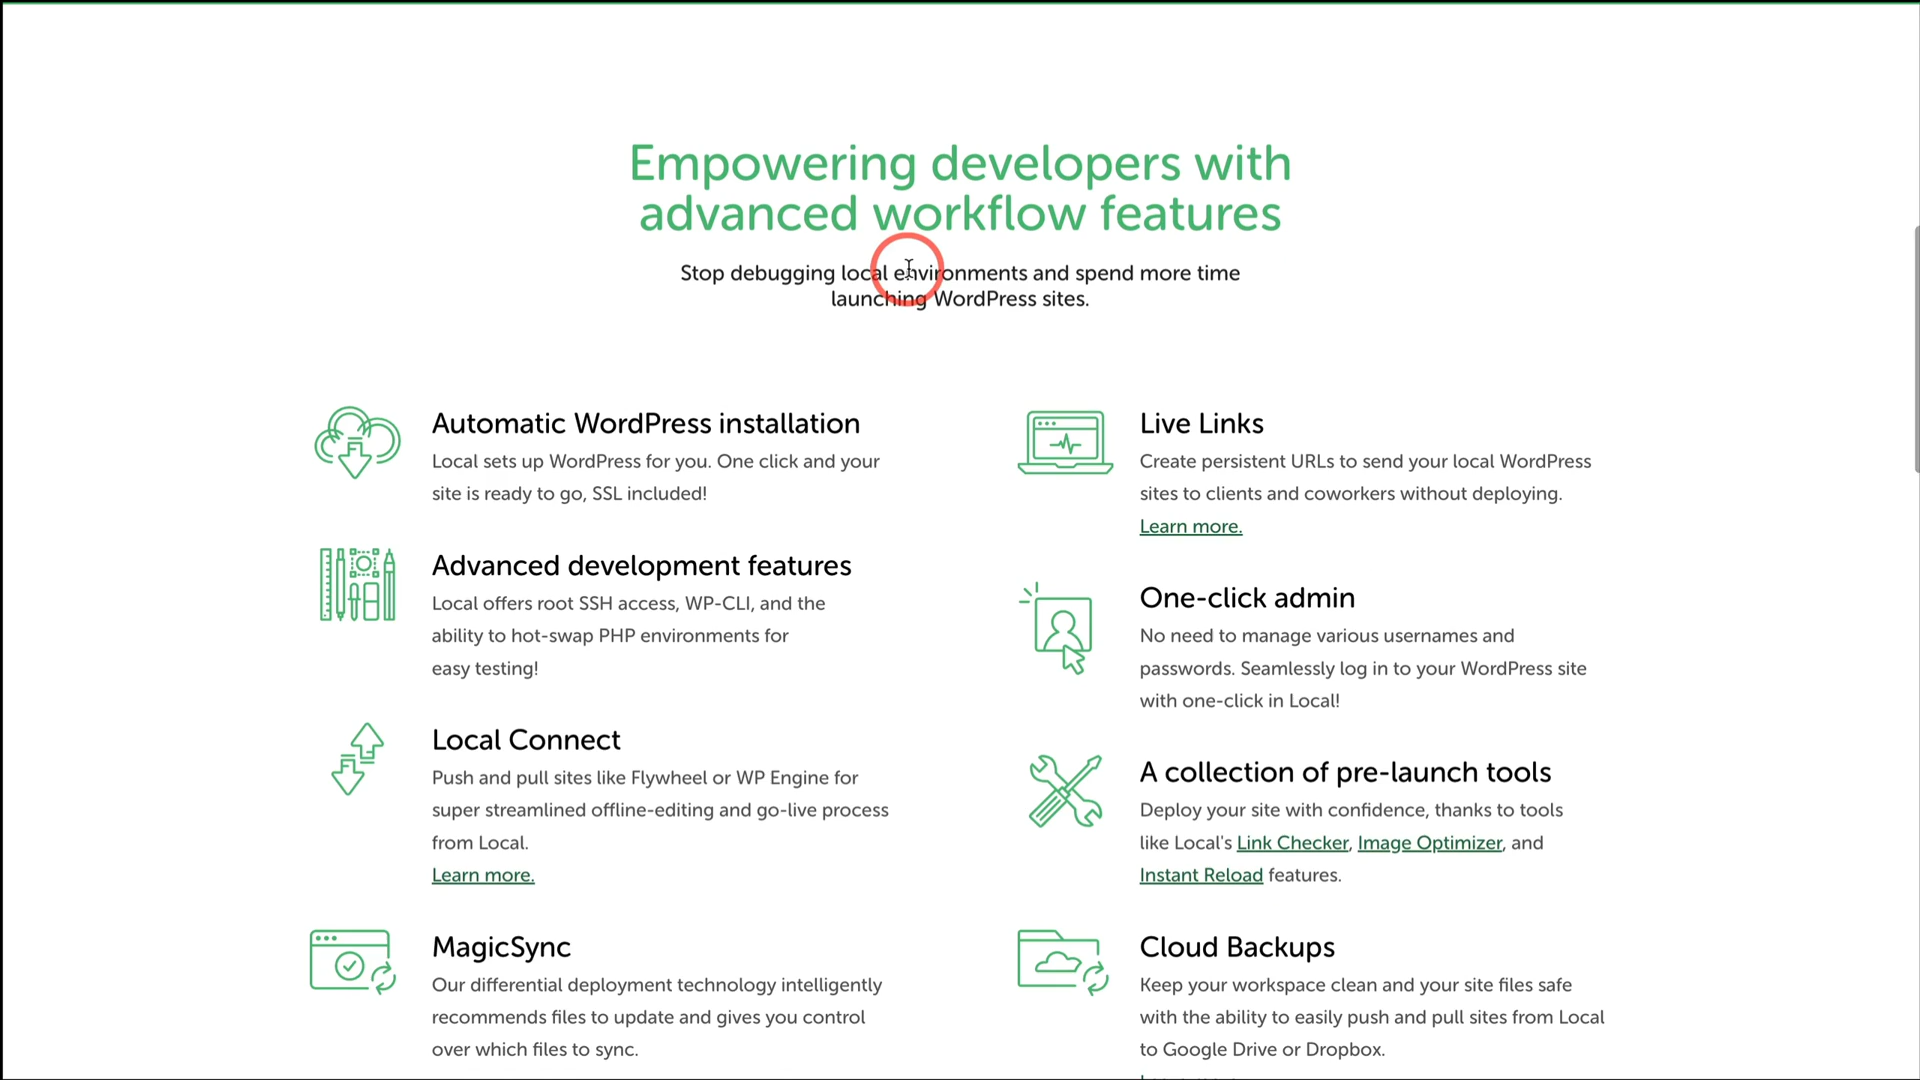 Empowering developers with
advanced workflow features
Stop debugging local environments and spend more time
launching WordPress sites.
Automatic WordPress installation
Local sets up WordPress for you. One click and your
site is ready to go, SSL included!
Advanced development features
Local offers root SSH access, WP-CLI, and the
ability to hot-swap PHP environments for
easy testing!
Local Connect
Push and pull sites like Flywheel or WP Engine for
super streamlined offline-editing and go-live process
from Local.
Learn more.
MagicSync
Our differential deployment technology intelligently
recommends files to update and gives you control
over which files to sync.
Live Links
Create persistent URLs to send your local WordPress
sites to clients and coworkers without deploying.
Learn more.
One-click admin
No need to manage various usernames and
passwords. Seamlessly log in to your WordPress site
with one-click in Local!
A collection of pre-launch tools
Deploy your site with confidence, thanks to tools
like Local's Link Checker, Image Optimizer, and
Instant Reload features.
Cloud Backups
Keep your workspace clean and your site files safe
with the ability to easily push and pull sites from Local
to Google Drive or Dropbox.